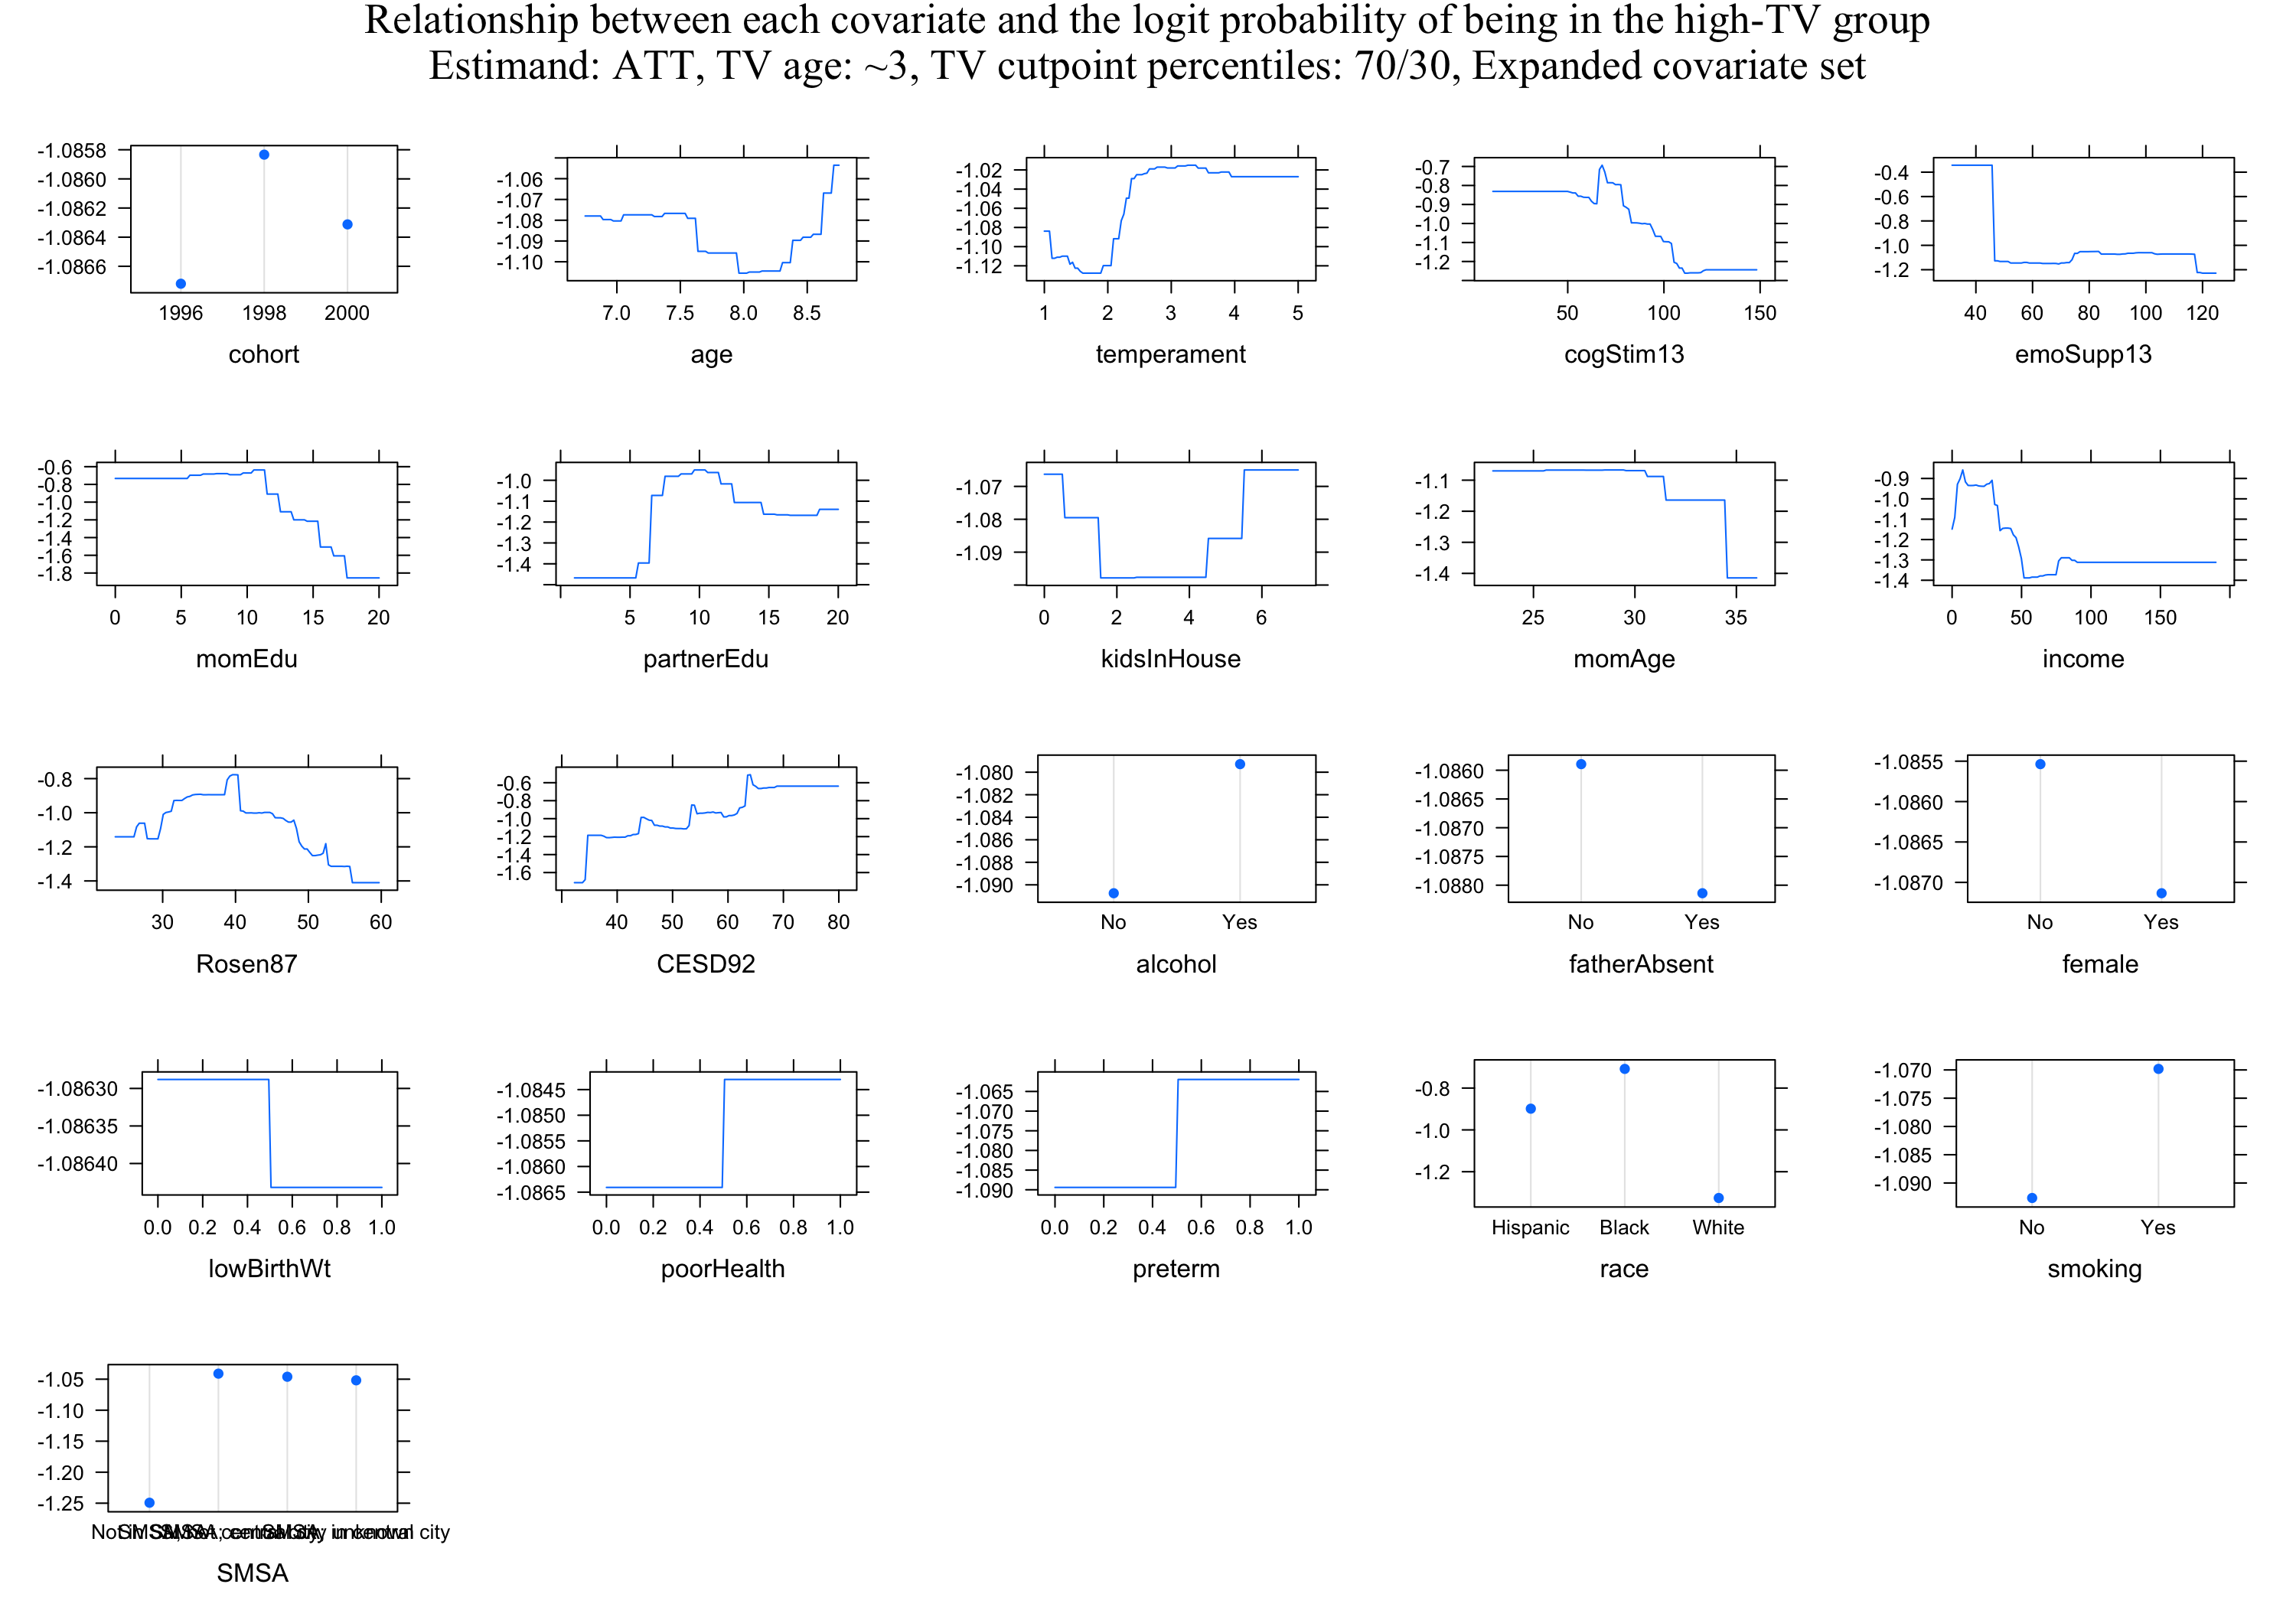 Relationship between each covariate and the logit probability of being in the high-TV group
Estimand: ATT, TV age: ~3, TV cutpoint percentiles: 70/30, Expanded covariate set
-1.0858
-1.0860
-1.0862
-1.0864
-1.0866
1996 1998 2000
cohort
-1.06
-1.07
-1.08
-1.09
-1.10
7.0 7.5 8.0 8.5
age
-1.02
-1.04
-1.06
-1.08
-1.10
-1.12
1 2 3 4 5
temperament
-0.7
-0.8
-0.9
-1.0
-1.1
-1.2
50 100 150
cogStim13
-0.4
-0.6
-0.8
-1.0
-1.2
40 60 80 100 120
emoSupp13
-0.6
-0.8
-1.0
-1.2
-1.4
-1.6
-1.8
0 5 10 15 20
momEdu
-1.0
-1.1
-1.2
-1.3
-1.4
5 10 15 20
partnerEdu
-1.07
-1.08
-1.09
0 2 4 6
kidsInHouse
-1.1
-1.2
-1.3
-1.4
25 30 35
momAge
-0.9
-1.0
-1.1
-1.2
-1.3
-1.4
0 50 100 150
income
-0.8
-1.0
-1.2
-1.4
30 40 50 60
Rosen87
-0.6
-0.8
-1.0
-1.2
-1.4
-1.6
40 50 60 70 80
CESD92
-1.080
-1.082
-1.084
-1.086
-1.088
-1.090
No Yes
alcohol
-1.0860
-1.0865
-1.0870
-1.0875
-1.0880
No Yes
fatherAbsent
-1.0855
-1.0860
-1.0865
-1.0870
No Yes
female
-1.08630
-1.08635
-1.08640
0.0 0.2 0.4 0.6 0.8 1.0
lowBirthWt
-1.0845
-1.0850
-1.0855
-1.0860
-1.0865
0.0 0.2 0.4 0.6 0.8 1.0
poorHealth
-1.065
-1.070
-1.075
-1.080
-1.085
-1.090
0.0 0.2 0.4 0.6 0.8 1.0
preterm
-0.8
-1.0
-1.2
Hispanic Black White
race
-1.070
-1.075
-1.080
-1.085
-1.090
No Yes
smoking
-1.05
-1.10
-1.15
-1.20
-1.25
SMSA